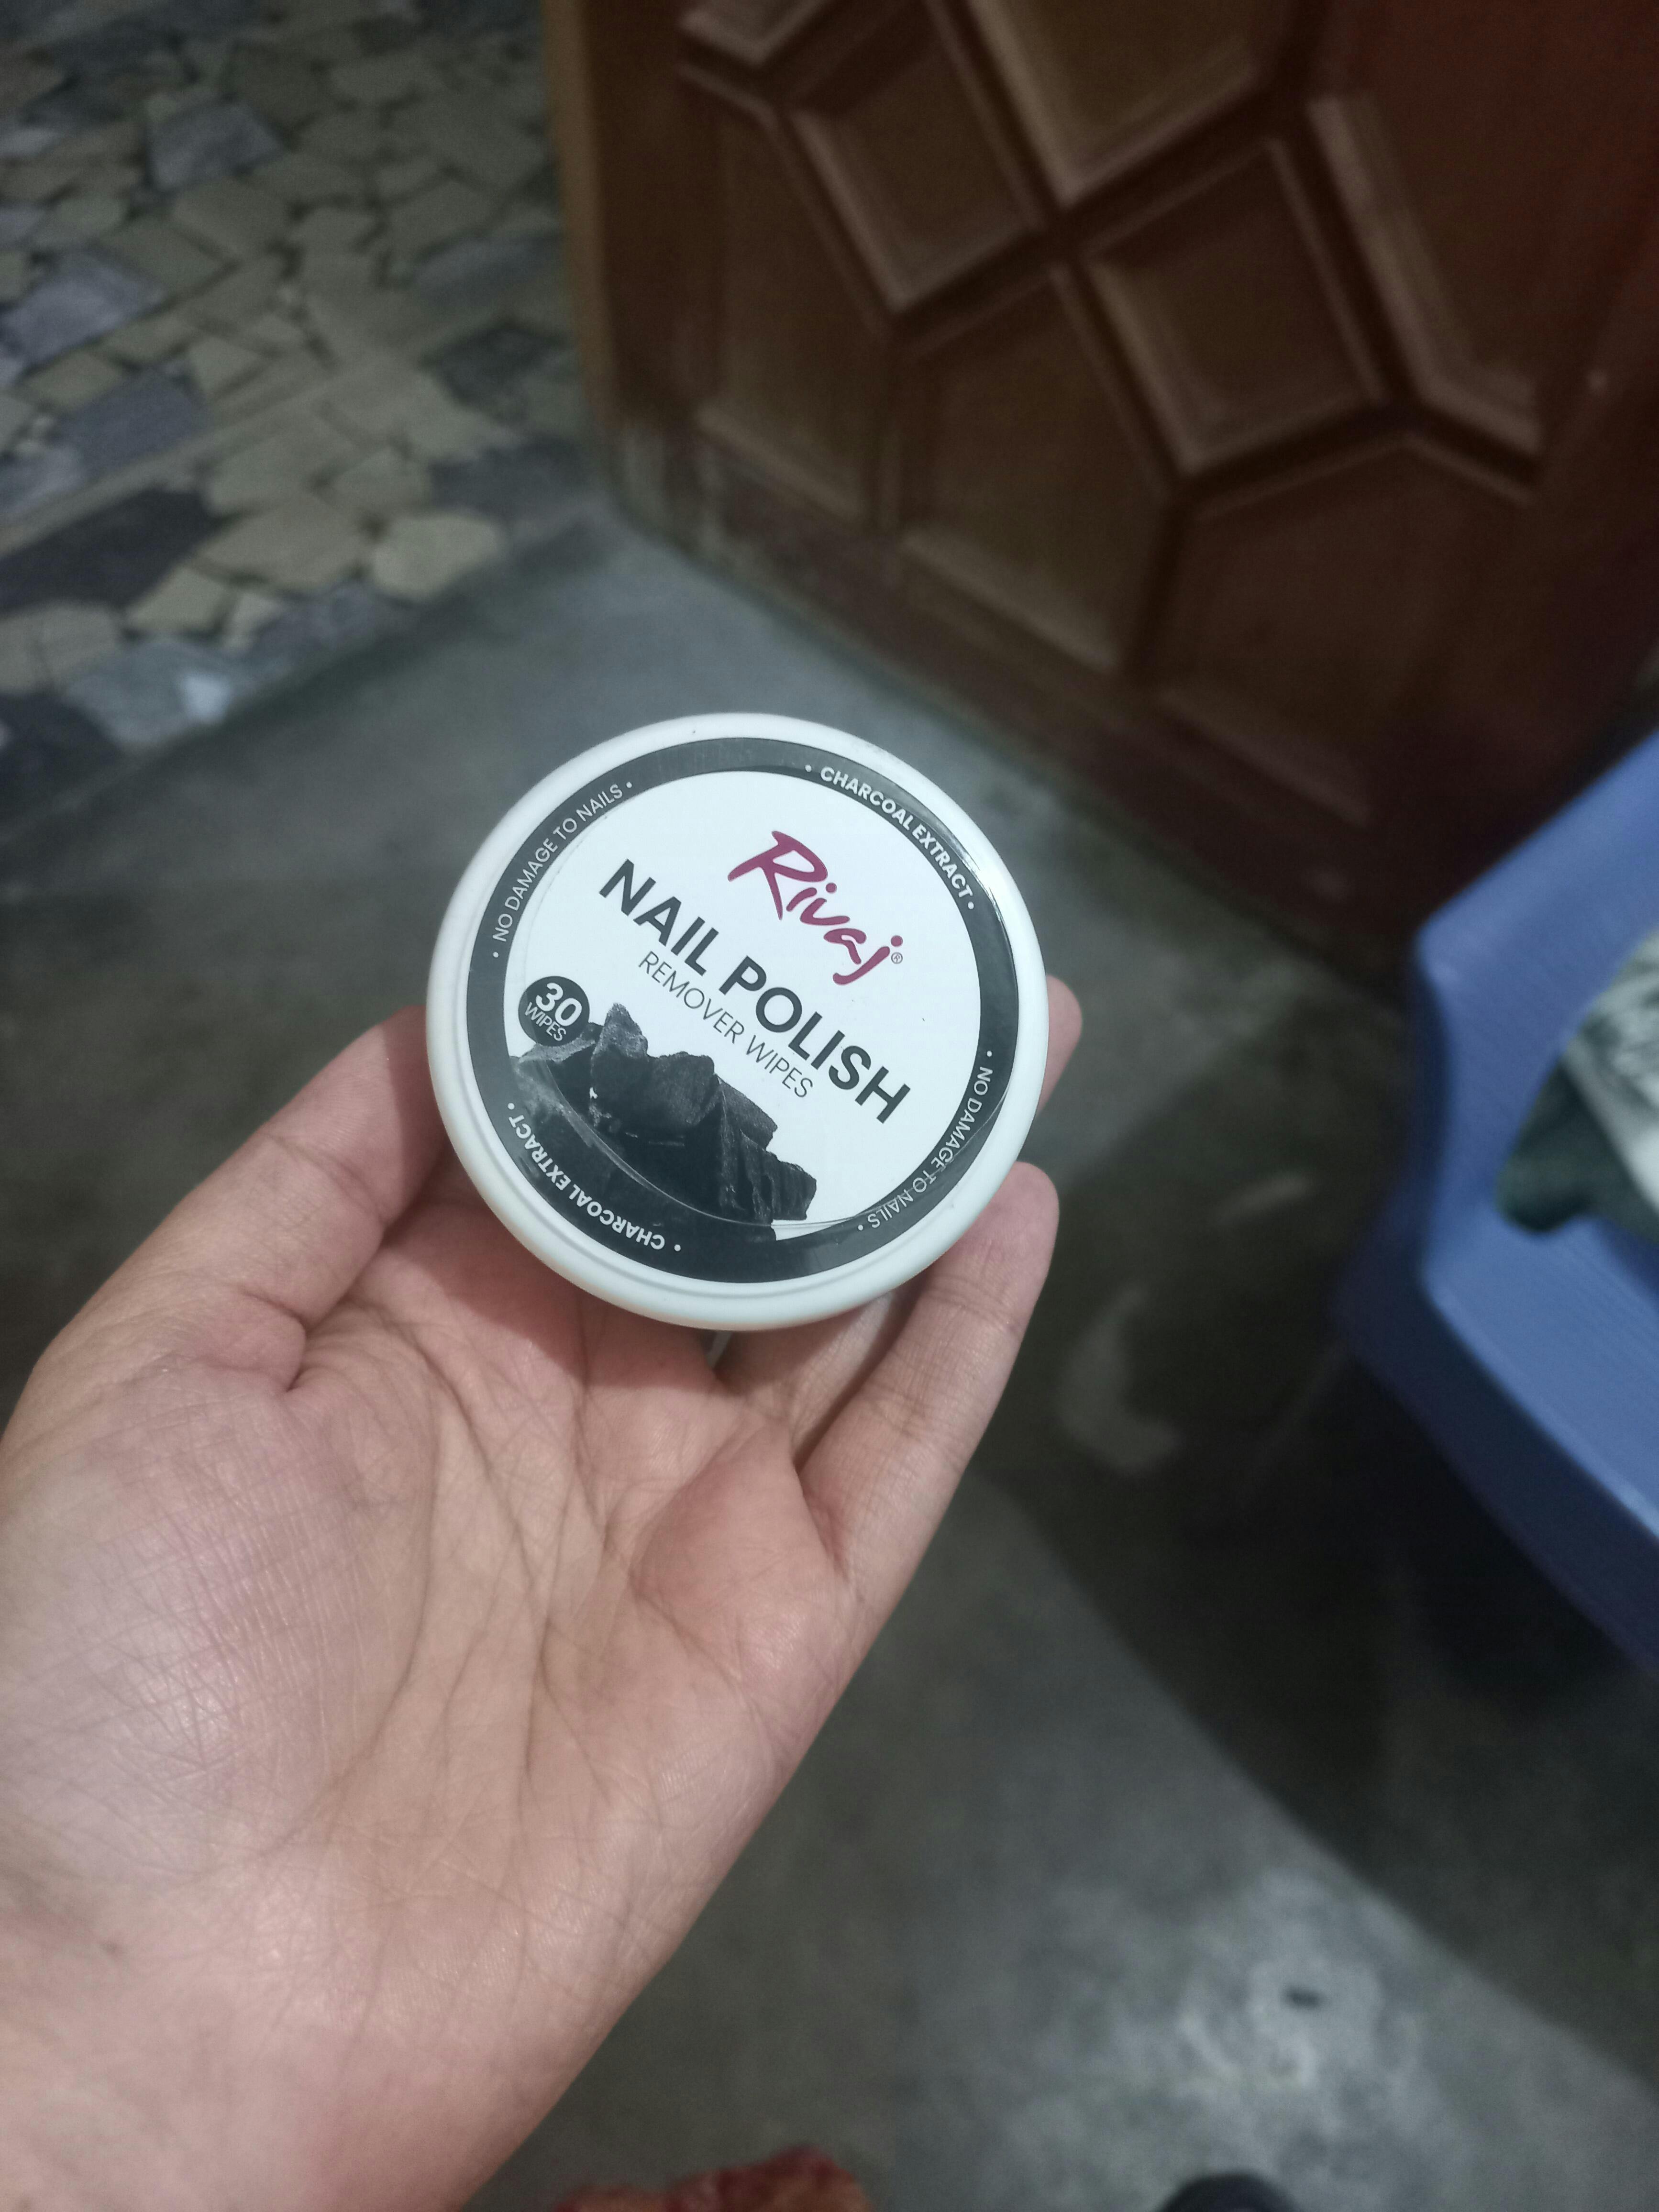 Rivaj®
NAIL POLISH
REMOVER WIPES
30
WIPES
• NO DAMAGE TO NAILS •
• CHARCOAL EXTRACT •
• NO DAMAGE TO NAILS •
• CHARCOAL EXTRACT •